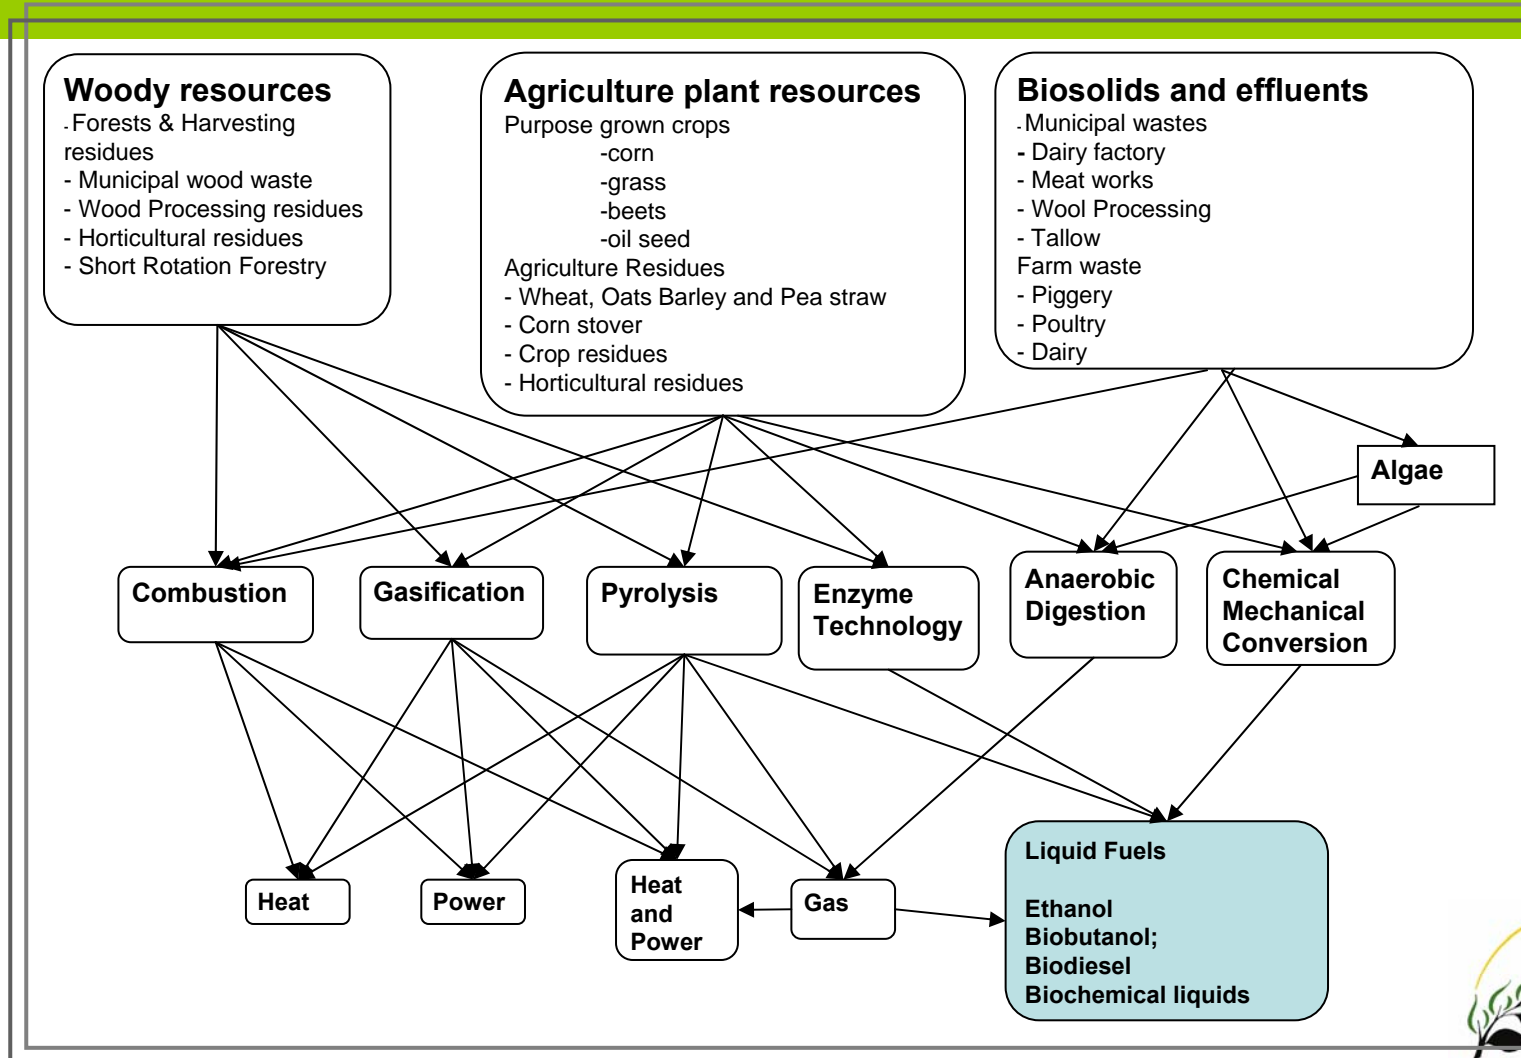 Woody resources
- Forests & Harvesting
residues
- Municipal wood waste
- Wood Processing residues
- Horticultural residues
- Short Rotation Forestry
Agriculture plant resources
Purpose grown crops
-corn
-grass
-beets
-oil seed
Agriculture Residues
- Wheat, Oats Barley and Pea straw
- Corn stover
- Crop residues
- Horticultural residues
Biosolids and effluents
- Municipal wastes
- Dairy factory
- Meat works
- Wool Processing
- Tallow
Farm waste
- Piggery
- Poultry
- Dairy
Algae
Combustion
Gasification
Pyrolysis
Enzyme
Technology
Anaerobic
Digestion
Chemical
Mechanical
Conversion
Heat
Power
Heat
and
Power
Gas
Liquid Fuels
Ethanol
Biobutanol;
Biodiesel
Biochemical liquids